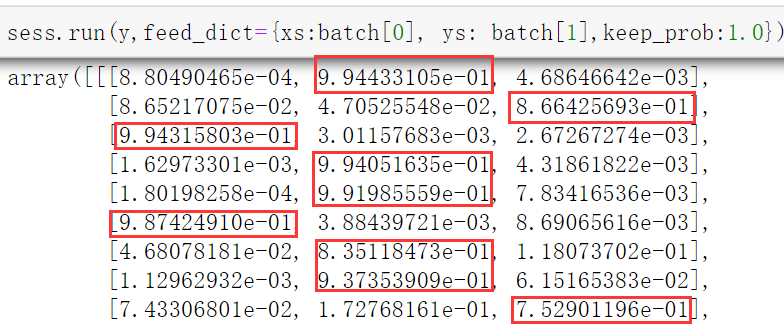 sess.run(y,feed_dict={xs:batch[0], ys: batch[1],keep_prob:1.0})
array([[[8.80490465e-04, 9.94433105e-01, 4.68646642e-03],
[8.65217075e-02, 4.70525548e-02, 8.66425693e-01],
[9.94315803e-01, 3.01157683e-03, 2.67267274e-03],
[1.62973301e-03, 9.94051635e-01, 4.31861822e-03],
[1.80198258e-04, 9.91985559e-01, 7.83416536e-03],
[9.87424910e-01, 3.88439721e-03, 8.69065616e-03],
[4.68078181e-02, 8.35118473e-01, 1.18073702e-01],
[1.12962932e-03, 9.37353909e-01, 6.15165383e-02],
[7.43306801e-02, 1.72768161e-01, 7.52901196e-01],